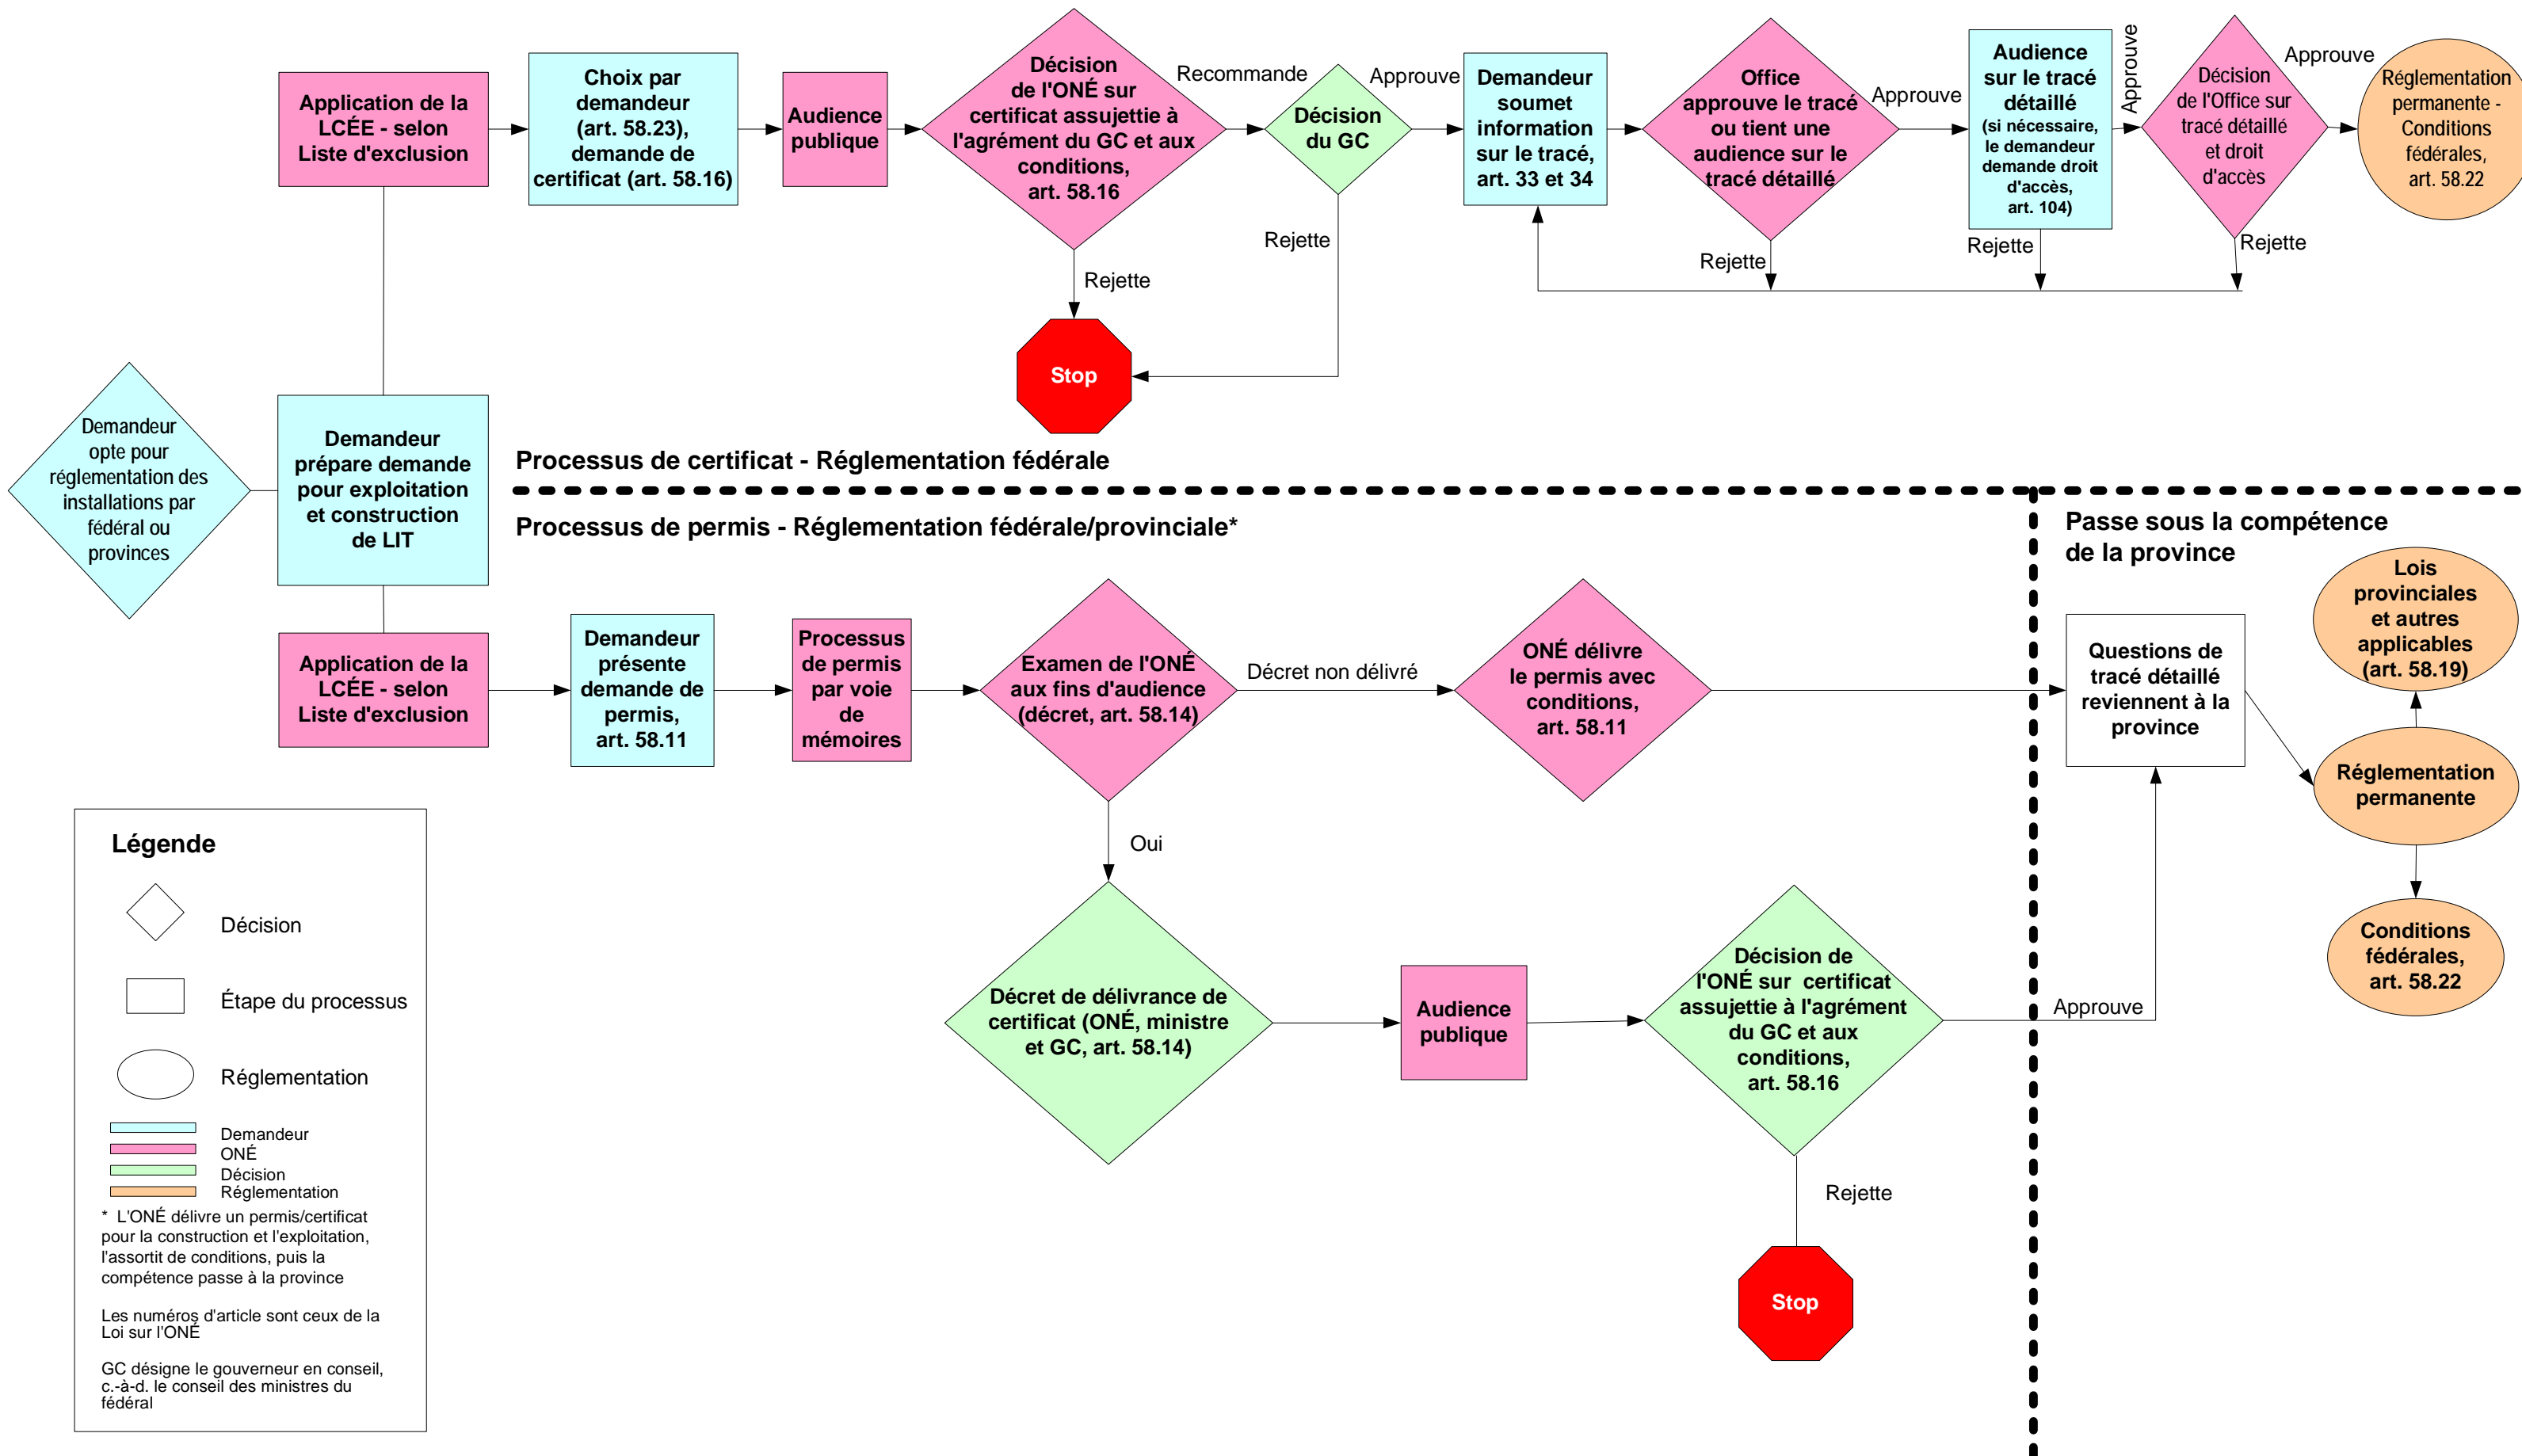 Application de la
LCÉE - selon
Liste d'exclusion
Choix par
demandeur
(art. 58.23),
demande de
certificat (art. 58.16)
Audience
publique
Décision
de l'ONÉ sur
certificat assujettie à
l'agrément du GC et aux
conditions,
art. 58.16
Recommande
Rejette
Décision
du GC
Approuve
Rejette
Stop
Demandeur
soumet
information
sur le tracé,
art. 33 et 34
Office
approuve le tracé
ou tient une
audience sur le
tracé détaillé
Approuve
Rejette
Audience
sur le tracé
détaillé
(si nécessaire,
le demandeur
demande droit
d'accès,
art. 104)
Approuve
Rejette
Décision
de l'Office sur
tracé détaillé
et droit
d'accès
Approuve
Rejette
Réglementation
permanente -
Conditions
fédérales,
art. 58.22
Demandeur
opte pour
réglementation des
installations par
fédéral ou
provinces
Demandeur
prépare demande
pour exploitation
et construction
de LIT
Processus de certificat - Réglementation fédérale
Processus de permis - Réglementation fédérale/provinciale*
Passe sous la compétence
de la province
Application de la
LCÉE - selon
Liste d'exclusion
Demandeur
présente
demande de
permis,
art. 58.11
Processus
de permis
par voie
de
mémoires
Examen de l'ONÉ
aux fins d'audience
(décret, art. 58.14)
Décret non délivré
Oui
ONÉ délivre
le permis avec
conditions,
art. 58.11
Questions de
tracé détaillé
reviennent à la
province
Lois
provinciales
et autres
applicables
(art. 58.19)
Réglementation
permanente
Conditions
fédérales,
art. 58.22
Décret de délivrance de
certificat (ONÉ, ministre
et GC, art. 58.14)
Audience
publique
Décision de
l'ONÉ sur certificat
assujettie à l'agrément
du GC et aux
conditions,
art. 58.16
Approuve
Rejette
Stop
Légende
Décision
Étape du processus
Réglementation
Demandeur
ONÉ
Décision
Réglementation
* L'ONÉ délivre un permis/certificat
pour la construction et l'exploitation,
l'assortit de conditions, puis la
compétence passe à la province
Les numéros d'article sont ceux de la
Loi sur l'ONÉ
GC désigne le gouverneur en conseil,
c.-à-d. le conseil des ministres du
fédéral